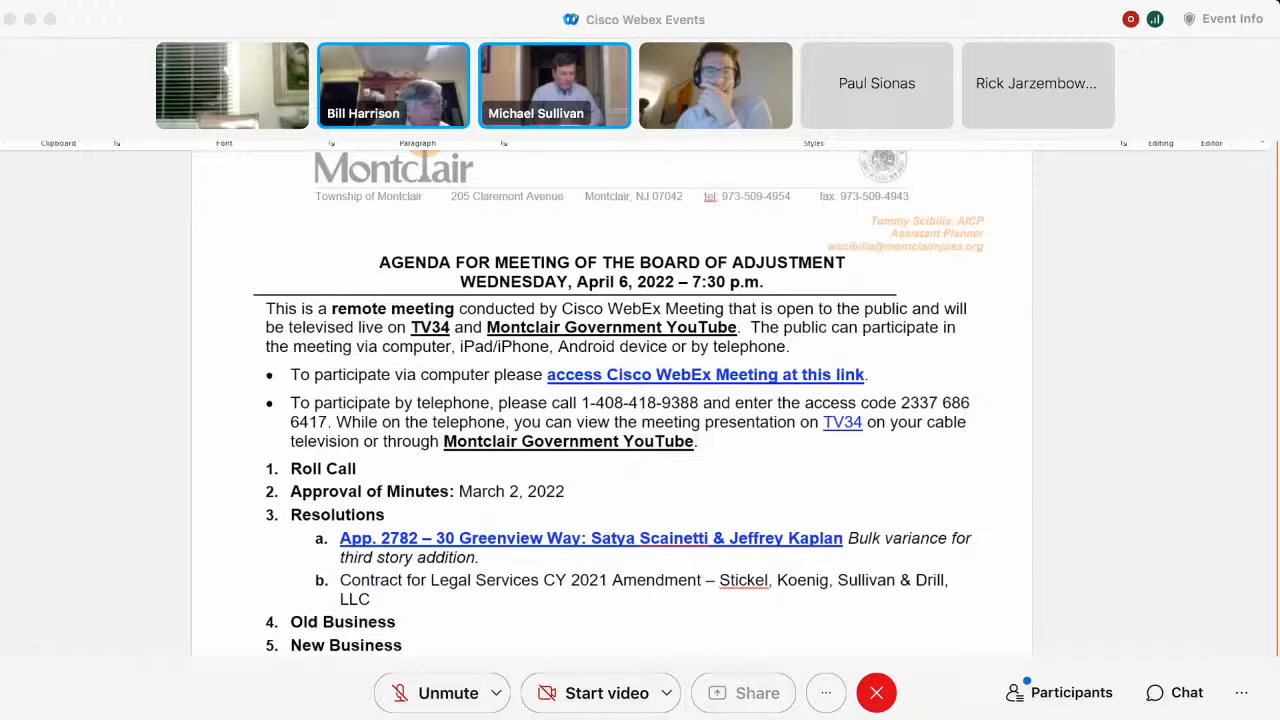 Cisco Webex Events
Event Info
Bill Harrison
Michael Sullivan
Paul Sionas
Rick Jarzembow...
Clipboard Font Paragraph Styles Editing Editor
Montclair
Township of Montclair 205 Claremont Avenue Montclair, NJ 07042 tel: 973-509-4954 fax: 973-509-4943
Tommy Scibilia, AICP
Assistant Planner
wscibilia@montclairnjusa.org
AGENDA FOR MEETING OF THE BOARD OF ADJUSTMENT
WEDNESDAY, April 6, 2022 – 7:30 p.m.
This is a remote meeting conducted by Cisco WebEx Meeting that is open to the public and will
be televised live on TV34 and Montclair Government YouTube. The public can participate in
the meeting via computer, iPad/iPhone, Android device or by telephone.
• To participate via computer please access Cisco WebEx Meeting at this link.
• To participate by telephone, please call 1-408-418-9388 and enter the access code 2337 686
6417. While on the telephone, you can view the meeting presentation on TV34 on your cable
television or through Montclair Government YouTube.
1. Roll Call
2. Approval of Minutes: March 2, 2022
3. Resolutions
a. App. 2782 – 30 Greenview Way: Satya Scainetti & Jeffrey Kaplan Bulk variance for
third story addition.
b. Contract for Legal Services CY 2021 Amendment – Stickel, Koenig, Sullivan & Drill,
LLC
4. Old Business
5. New Business
Unmute
Start video
Share
Participants
Chat